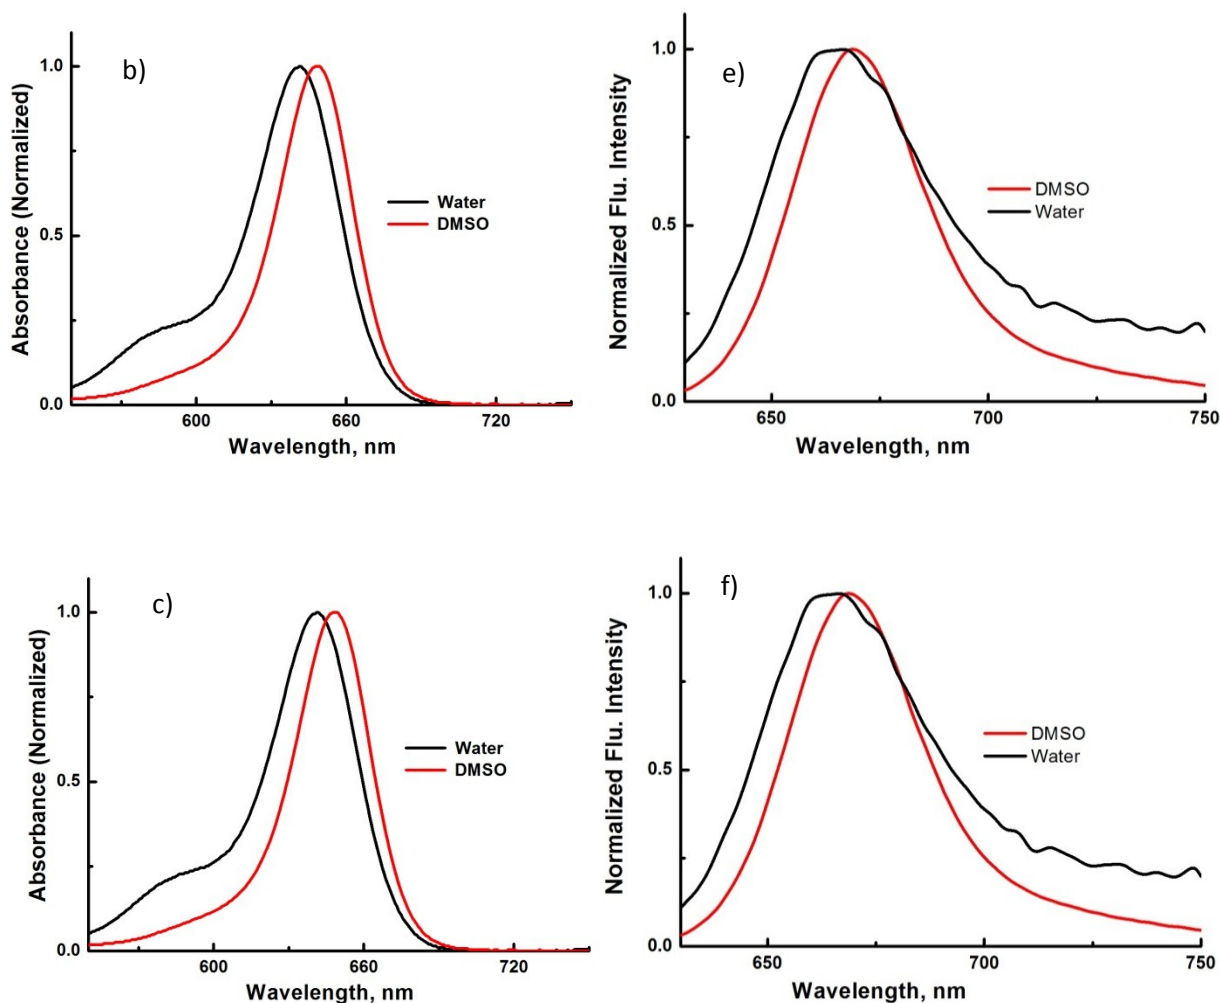 b)
Absorbance (Normalized)
1.0
0.5
0.0
Water
DMSO
600
660
720
Wavelength, nm
e)
Normalized Flu. Intensity
1.0
0.5
0.0
DMSO
Water
650
700
750
Wavelength, nm
c)
Absorbance (Normalized)
1.0
0.5
0.0
Water
DMSO
600
660
720
Wavelength, nm
f)
Normalized Flu. Intensity
1.0
0.5
0.0
DMSO
Water
650
700
750
Wavelength, nm